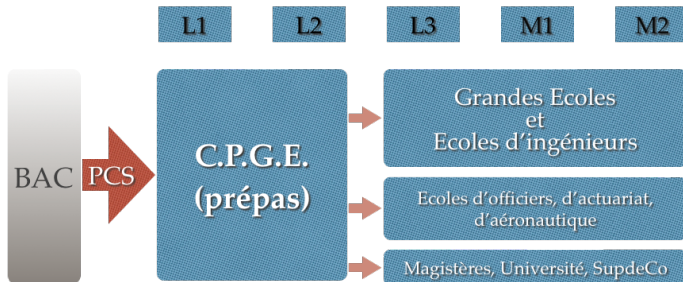 L1 L2 L3 M1 M2
BAC
PCS
C.P.G.E.
(prépas)
Grandes Ecoles
et
Ecoles d'ingénieurs
Ecoles d'officiers, d'actuariat,
d'aéronautique
Magistères, Université, SupdeCo